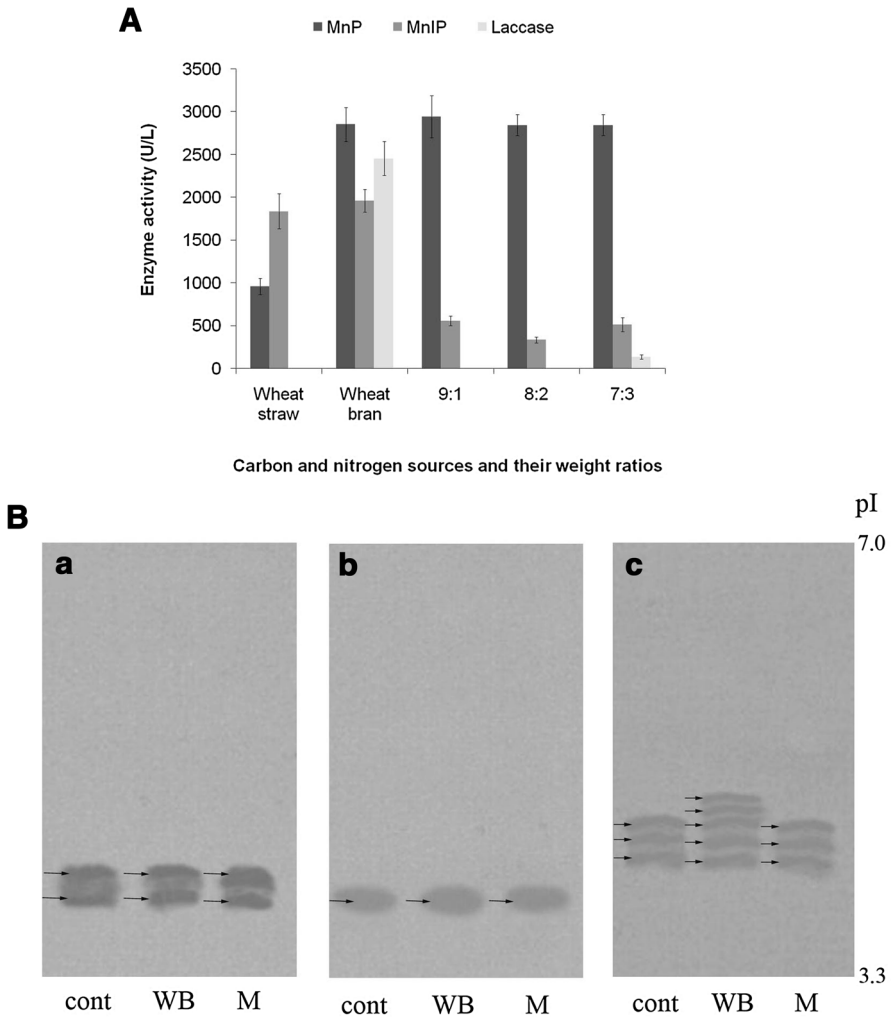 A
MnP MnIP Laccase
3500
3000
2500
2000
1500
1000
500
0
Enzyme activity (U/L)
Wheat straw
Wheat bran
9:1
8:2
7:3
Carbon and nitrogen sources and their weight ratios
B
pI
7.0
a
b
c
3.3
cont WB M
cont WB M
cont WB M